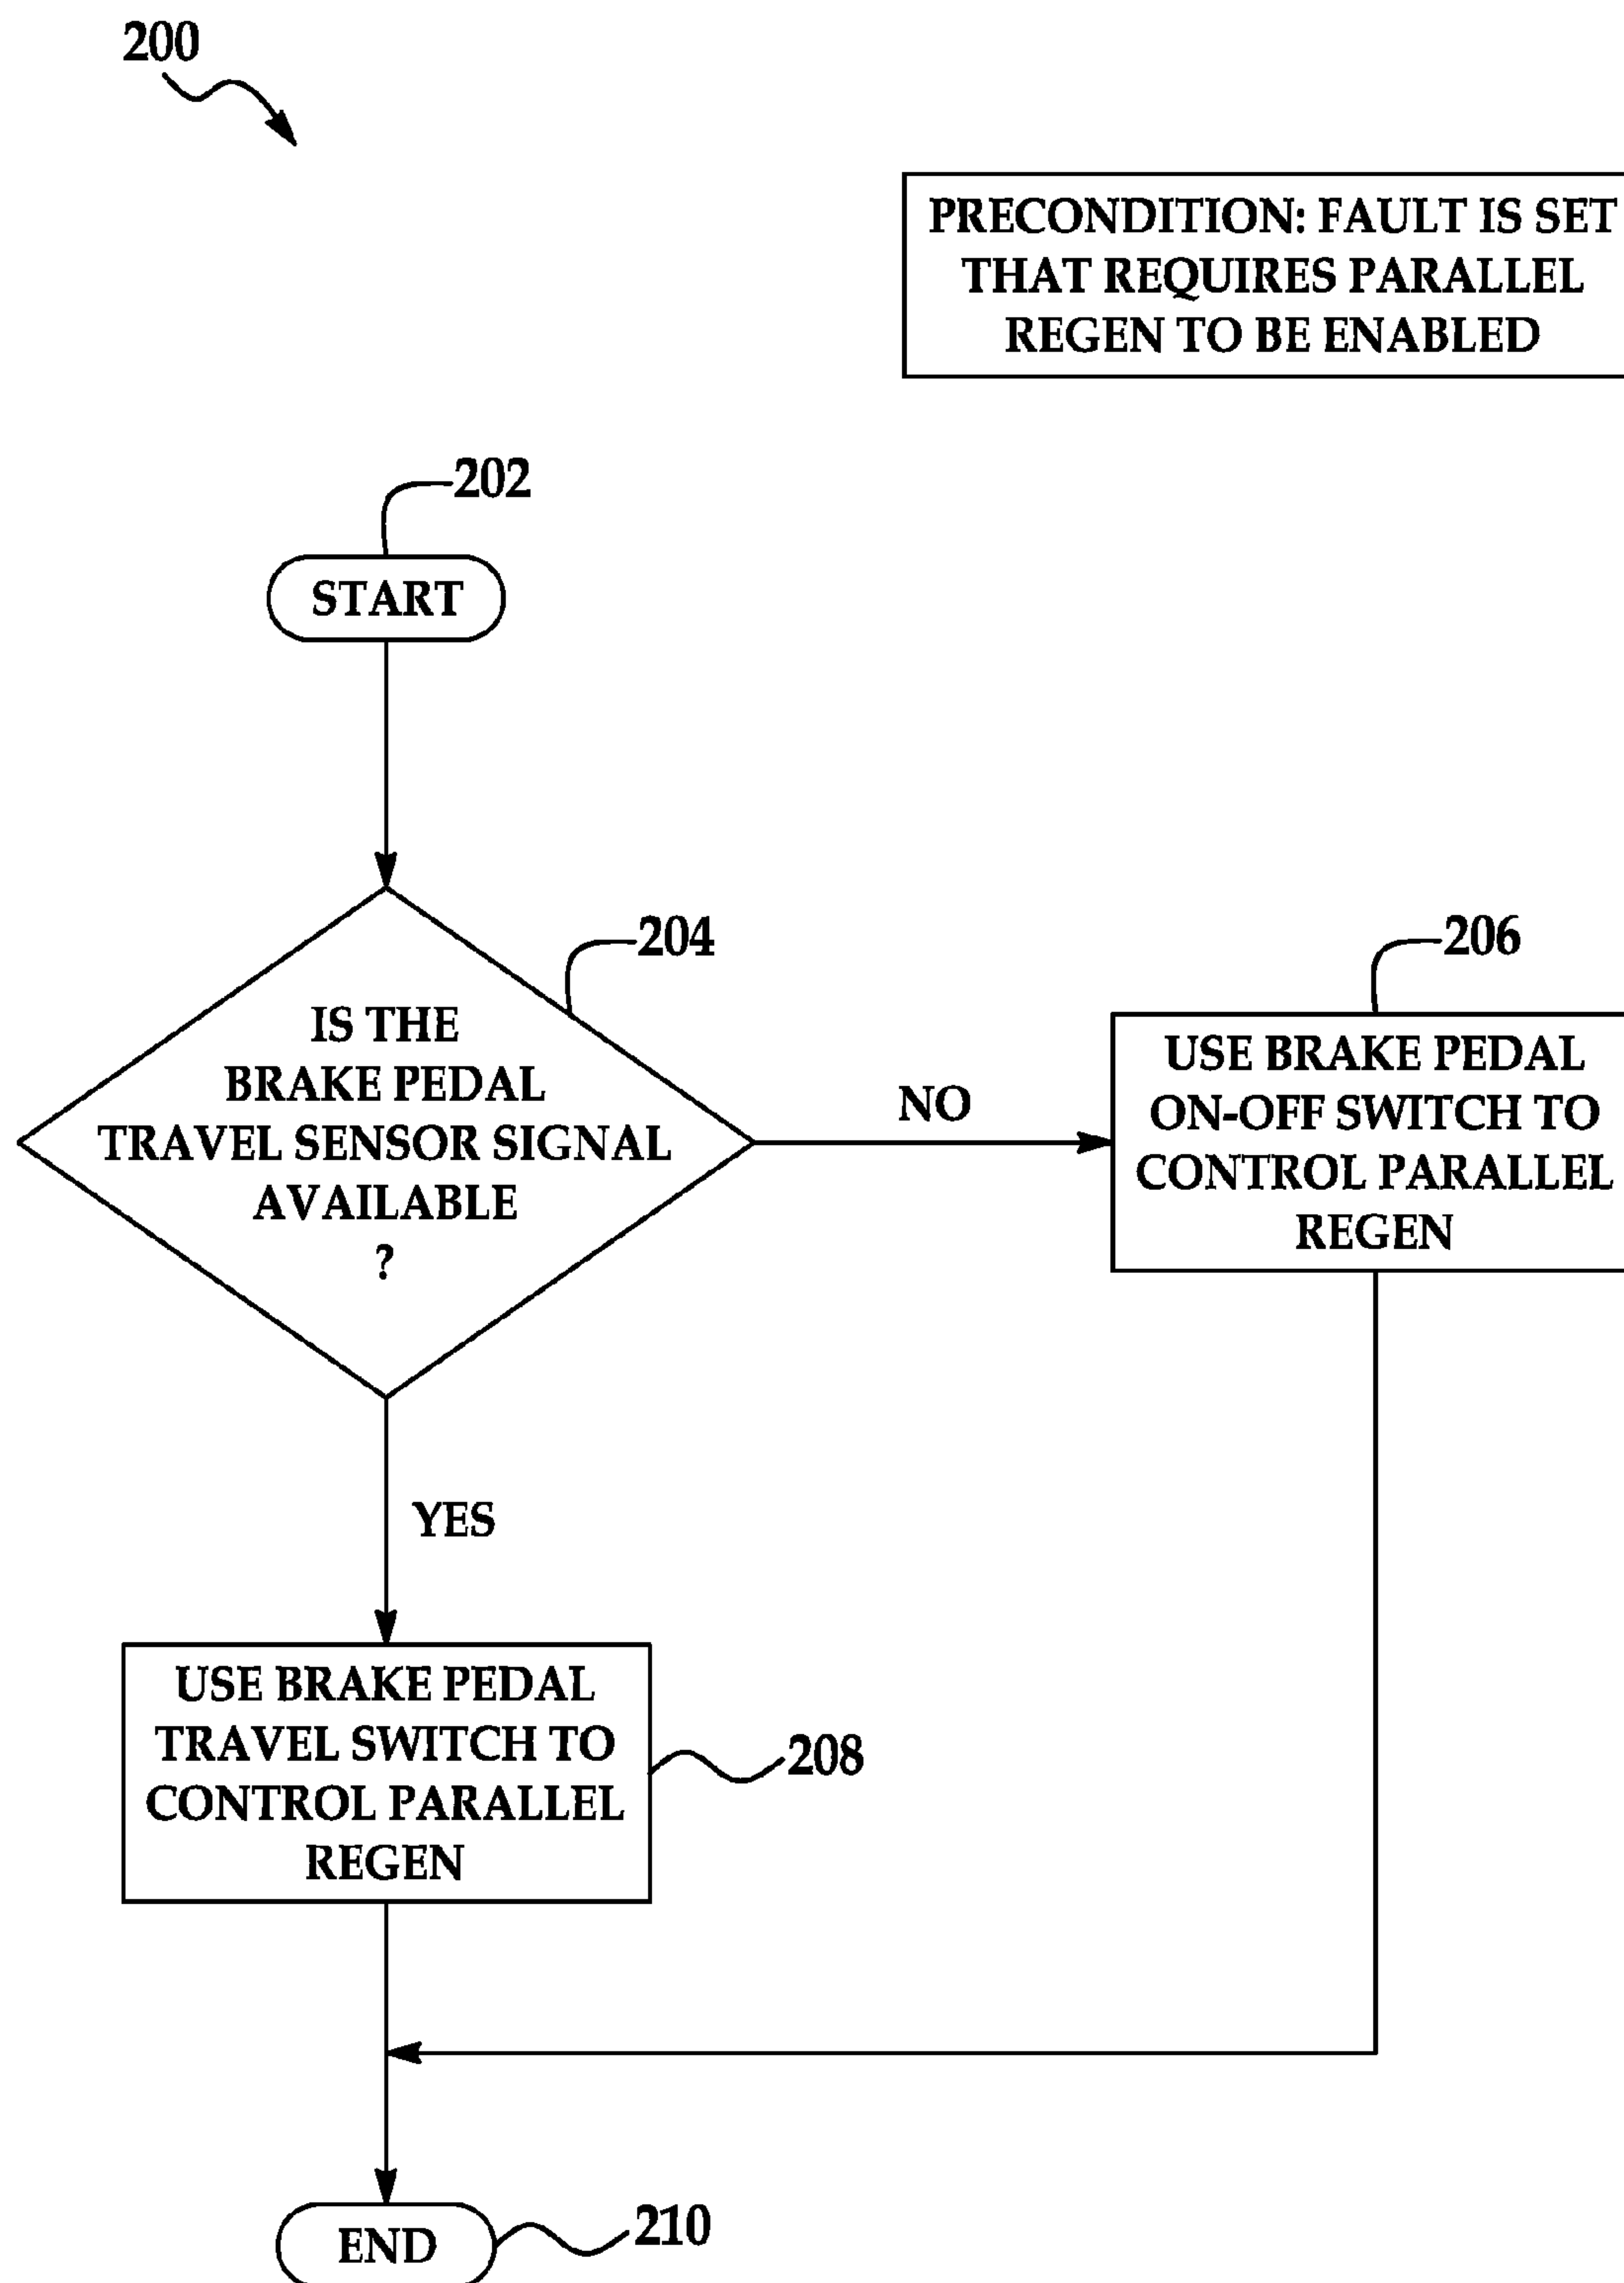 200
PRECONDITION: FAULT IS SET
THAT REQUIRES PARALLEL
REGEN TO BE ENABLED
202
START
204
IS THE
BRAKE PEDAL
TRAVEL SENSOR SIGNAL
AVAILABLE
?
NO
206
USE BRAKE PEDAL
ON-OFF SWITCH TO
CONTROL PARALLEL
REGEN
YES
USE BRAKE PEDAL
TRAVEL SWITCH TO
CONTROL PARALLEL
REGEN
208
END
210